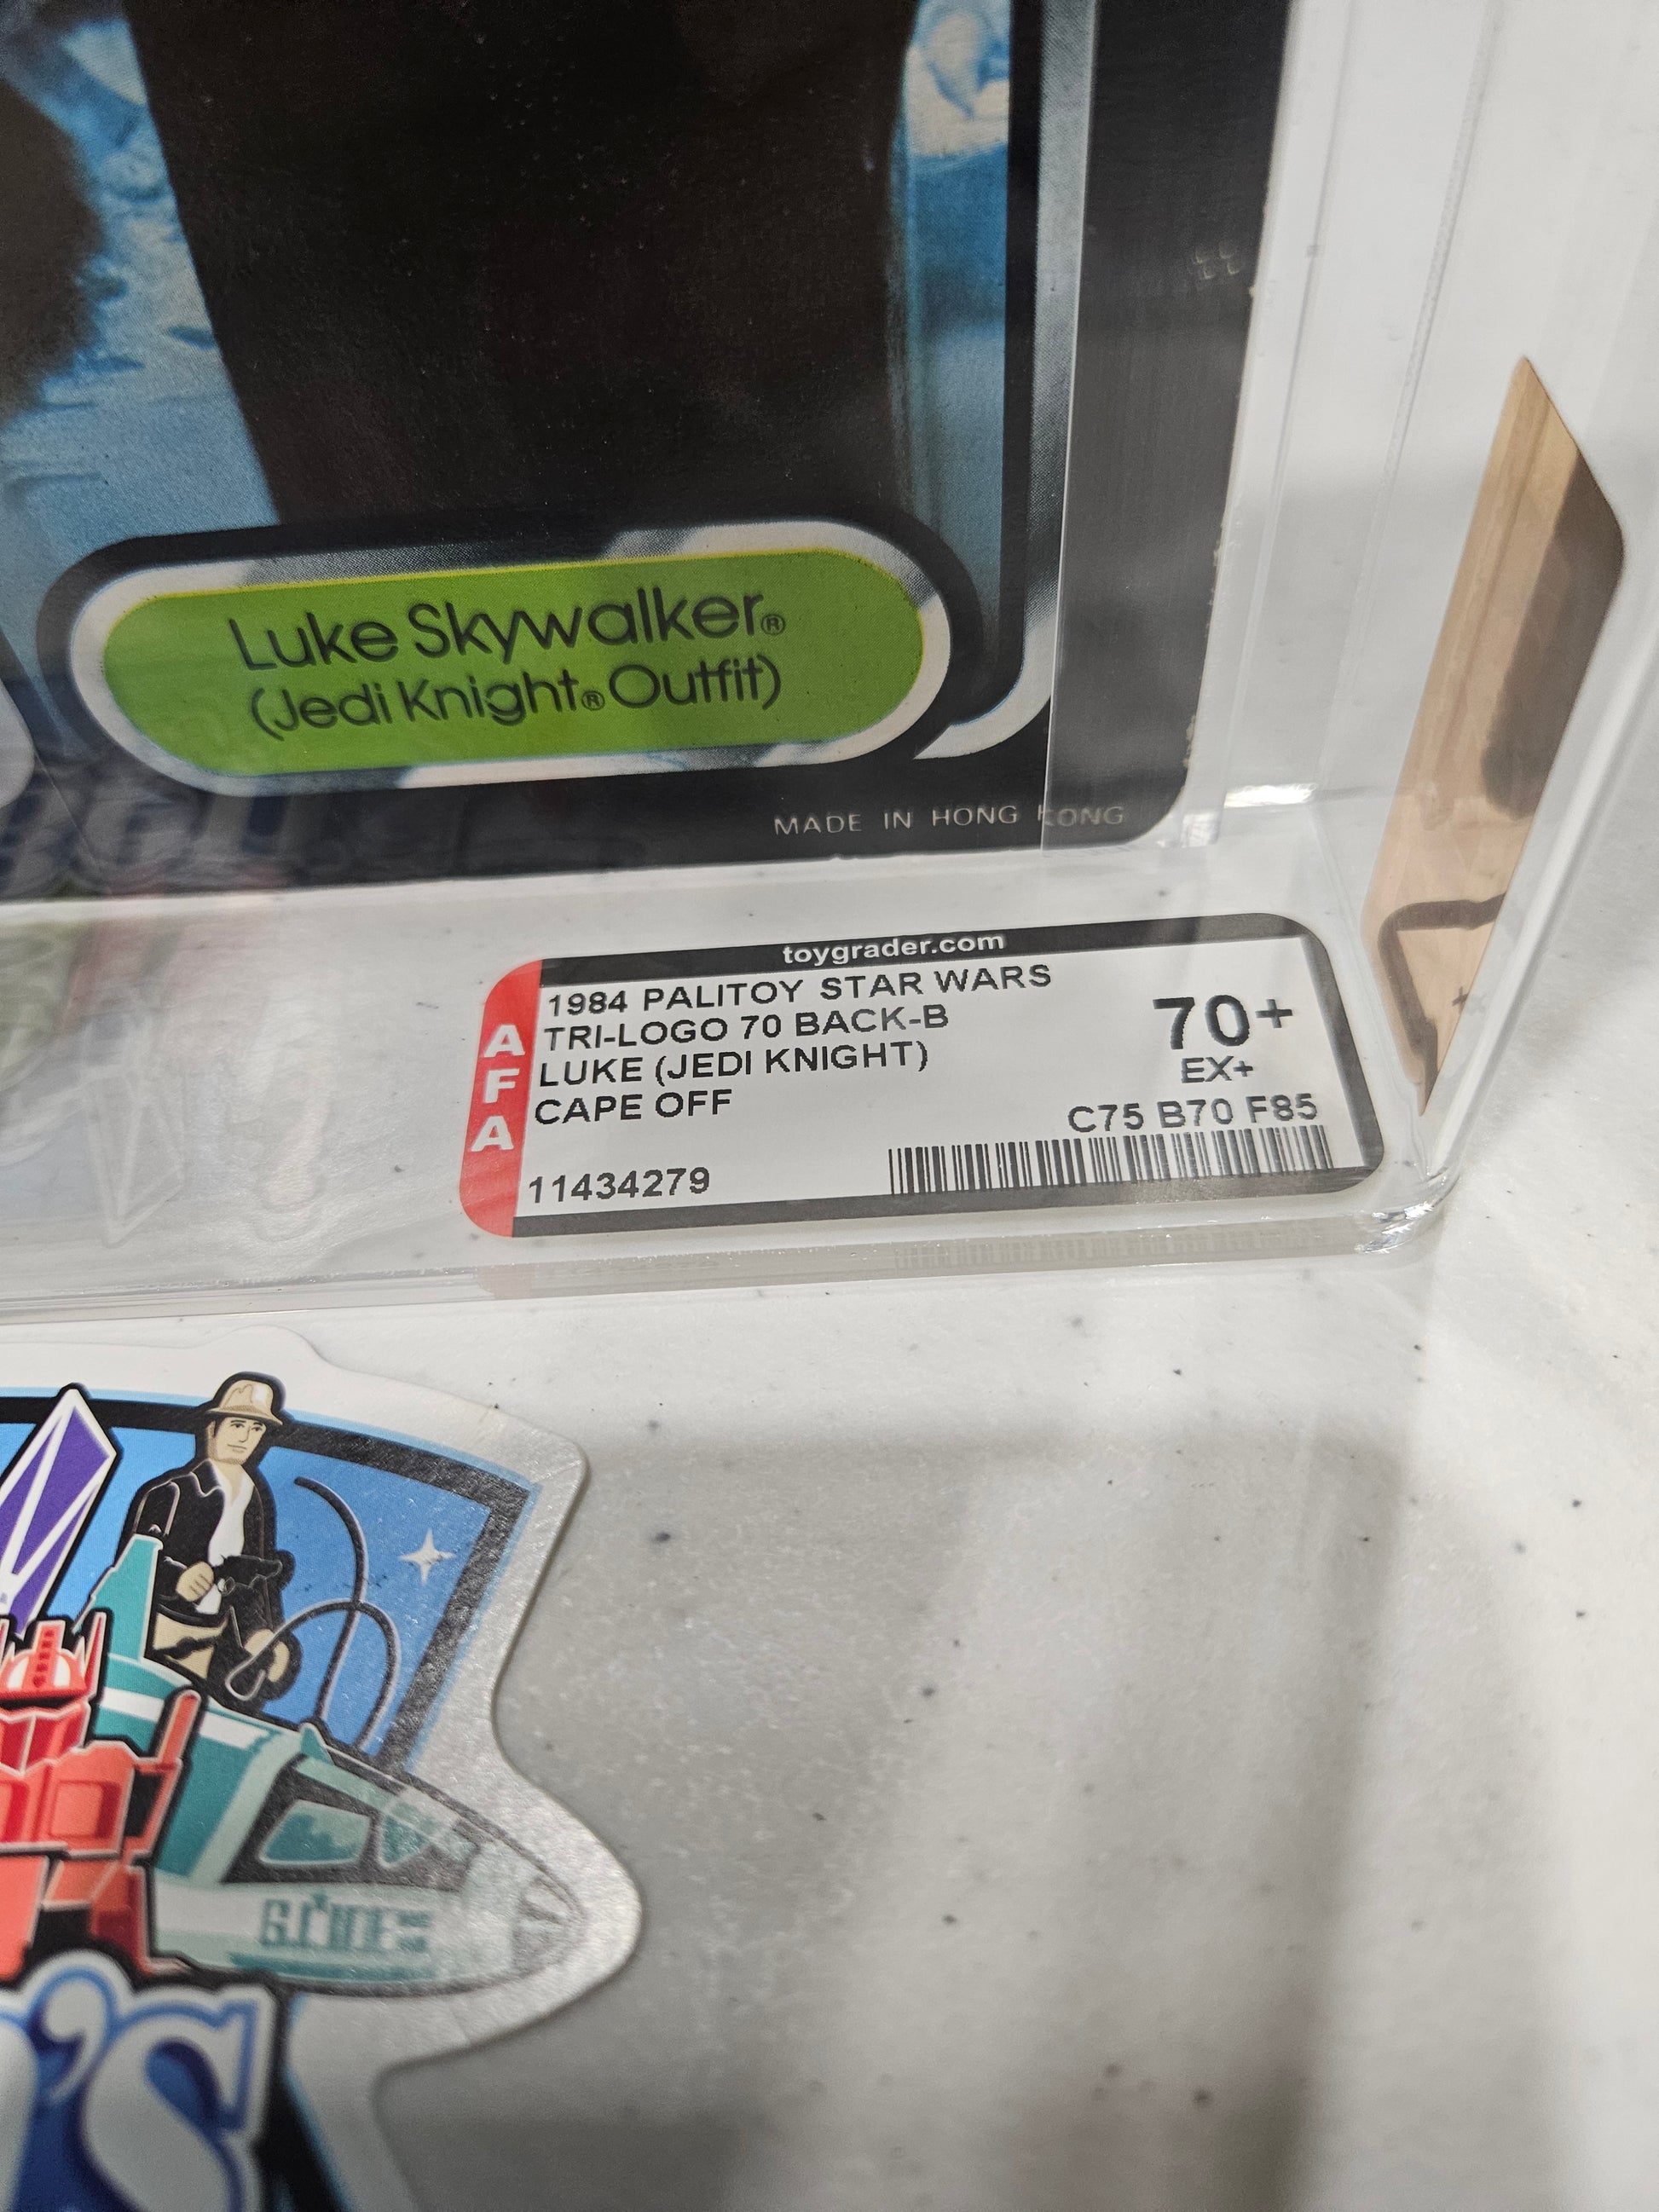 Luke Skywalker®
(Jedi Knight® Outfit)
MADE IN HONG KONG
toygrader.com
AFA
1984 PALITOY STAR WARS
TRI-LOGO 70 BACK-B
LUKE (JEDI KNIGHT)
CAPE OFF
70+
EX+
C75 B70 F85
11434279
G.I. JOE
'S